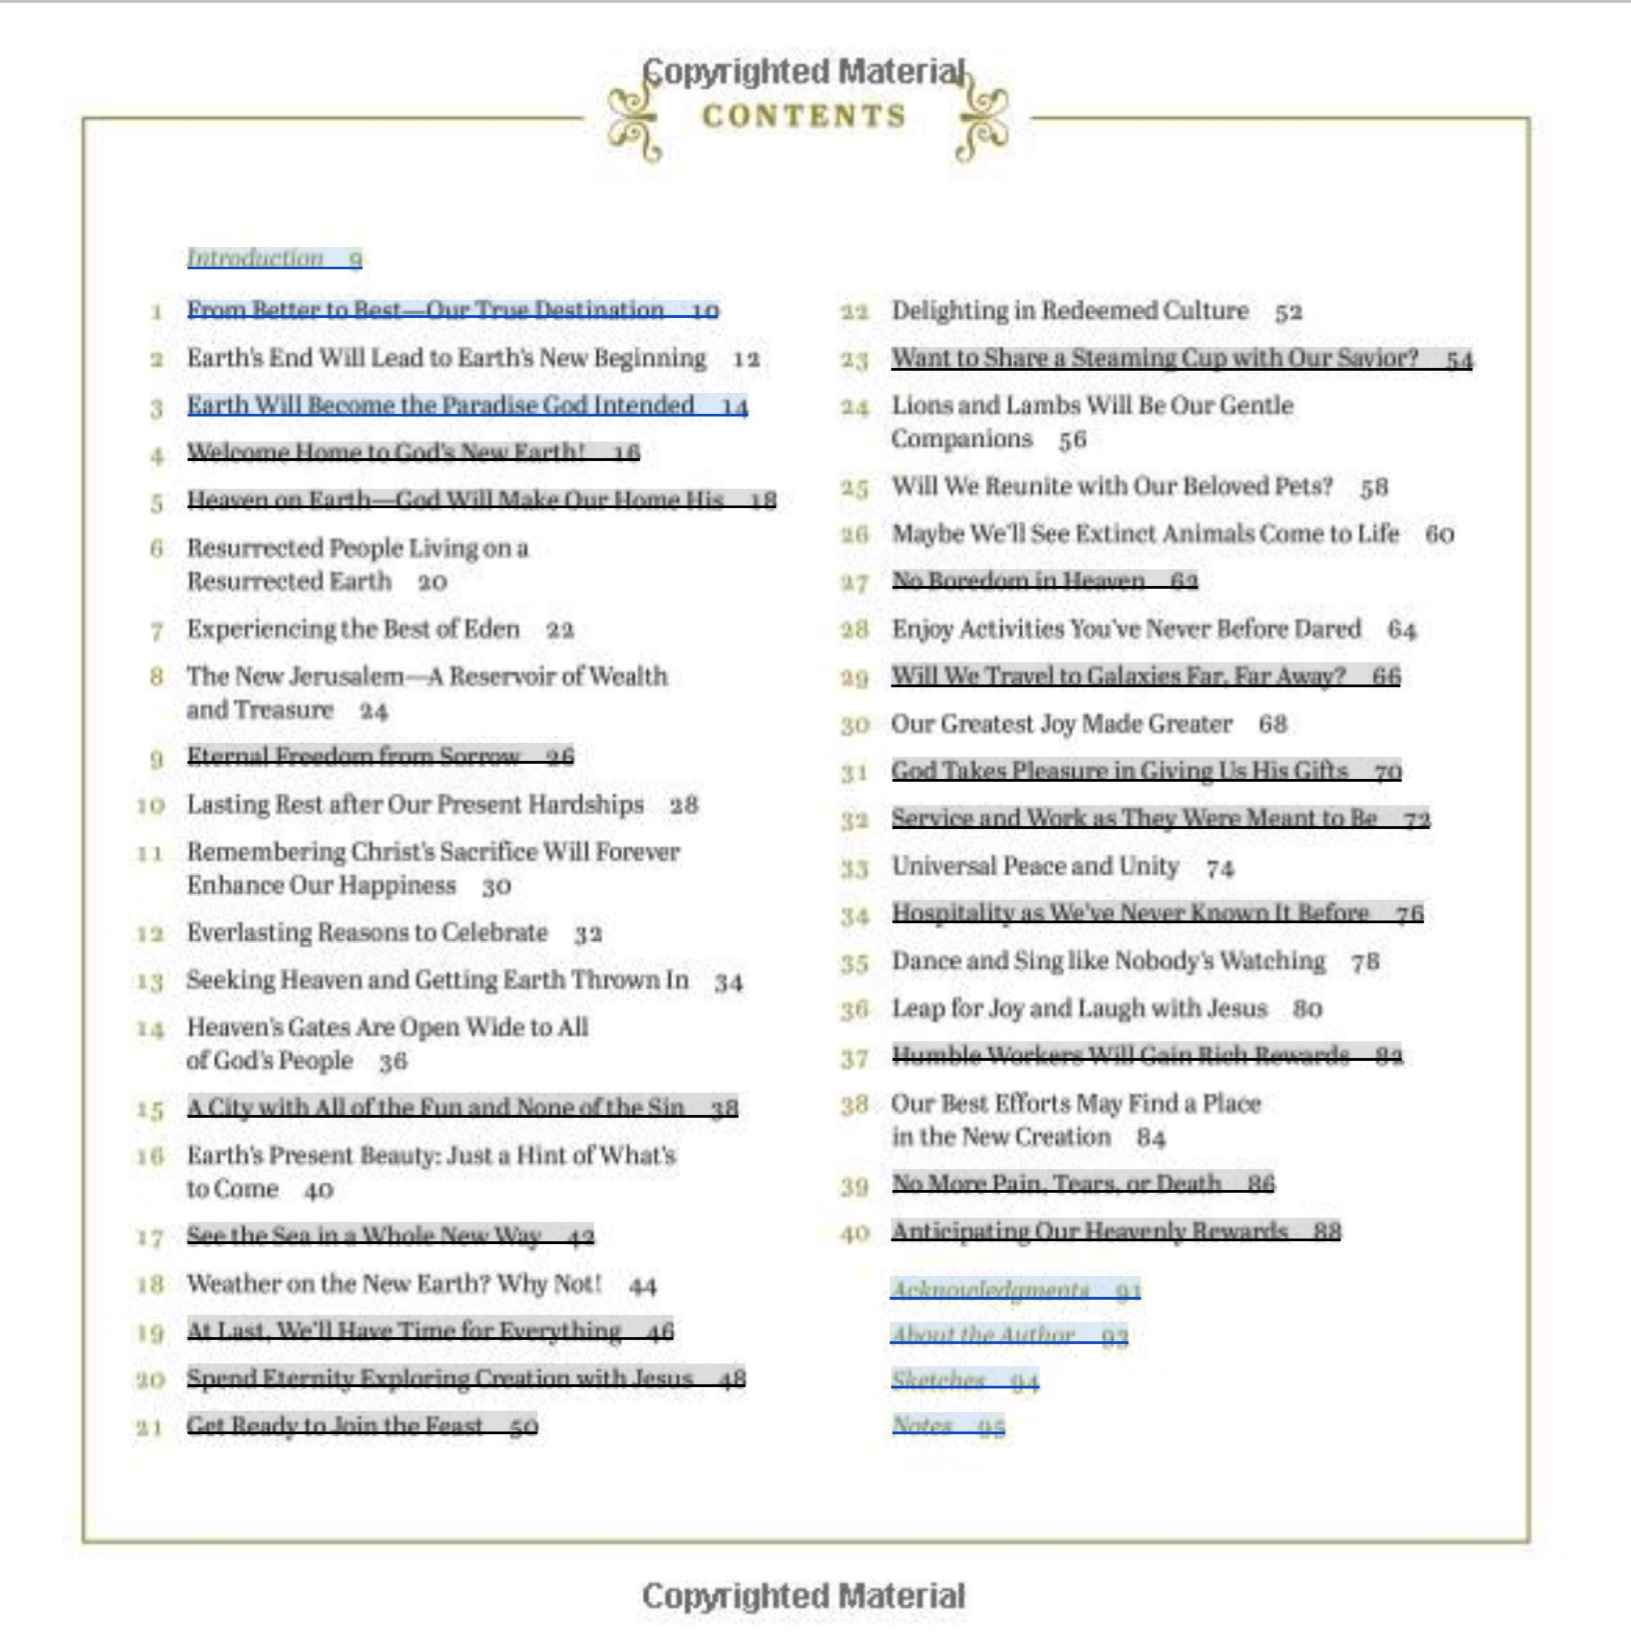 Copyrighted Material
CONTENTS
Introduction 9
1 From Better to Best—Our True Destination 10
2 Earth's End Will Lead to Earth's New Beginning 12
3 Earth Will Become the Paradise God Intended 14
4 Welcome Home to God's New Earth! 16
5 Heaven on Earth—God Will Make Our Home His 18
6 Resurrected People Living on a
Resurrected Earth 20
7 Experiencing the Best of Eden 22
8 The New Jerusalem—A Reservoir of Wealth
and Treasure 24
9 Eternal Freedom from Sorrow 26
10 Lasting Rest after Our Present Hardships 28
11 Remembering Christ's Sacrifice Will Forever
Enhance Our Happiness 30
12 Everlasting Reasons to Celebrate 32
13 Seeking Heaven and Getting Earth Thrown In 34
14 Heaven's Gates Are Open Wide to All
of God's People 36
15 A City with All of the Fun and None of the Sin 38
16 Earth's Present Beauty: Just a Hint of What's
to Come 40
17 See the Sea in a Whole New Way 42
18 Weather on the New Earth? Why Not! 44
19 At Last, We'll Have Time for Everything 46
20 Spend Eternity Exploring Creation with Jesus 48
21 Get Ready to Join the Feast 50
22 Delighting in Redeemed Culture 52
23 Want to Share a Steaming Cup with Our Savior? 54
24 Lions and Lambs Will Be Our Gentle
Companions 56
25 Will We Reunite with Our Beloved Pets? 58
26 Maybe We'll See Extinct Animals Come to Life 60
27 No Boredom in Heaven 62
28 Enjoy Activities You've Never Before Dared 64
29 Will We Travel to Galaxies Far, Far Away? 66
30 Our Greatest Joy Made Greater 68
31 God Takes Pleasure in Giving Us His Gifts 70
32 Service and Work as They Were Meant to Be 72
33 Universal Peace and Unity 74
34 Hospitality as We've Never Known It Before 76
35 Dance and Sing like Nobody's Watching 78
36 Leap for Joy and Laugh with Jesus 80
37 Humble Workers Will Gain Rich Rewards 82
38 Our Best Efforts May Find a Place
in the New Creation 84
39 No More Pain, Tears, or Death 86
40 Anticipating Our Heavenly Rewards 88
Acknowledgments 91
About the Author 93
Sketches 94
Notes 95
Copyrighted Material